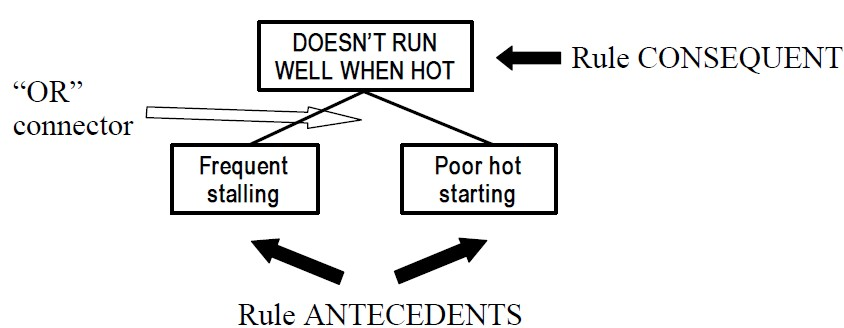 DOESN'T RUN
WELL WHEN HOT
Rule CONSEQUENT
“OR”
connector
Frequent
stalling
Poor hot
starting
Rule ANTECEDENTS